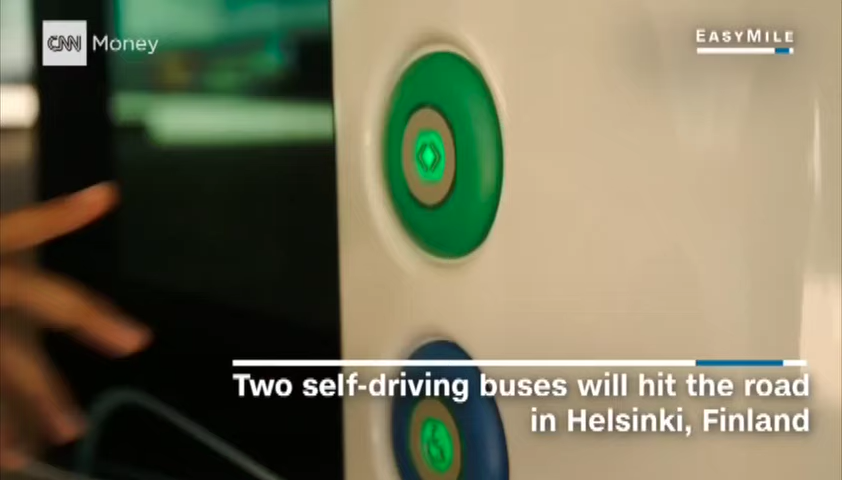 CNN Money
EASYMILE
Two self-driving buses will hit the road
in Helsinki, Finland